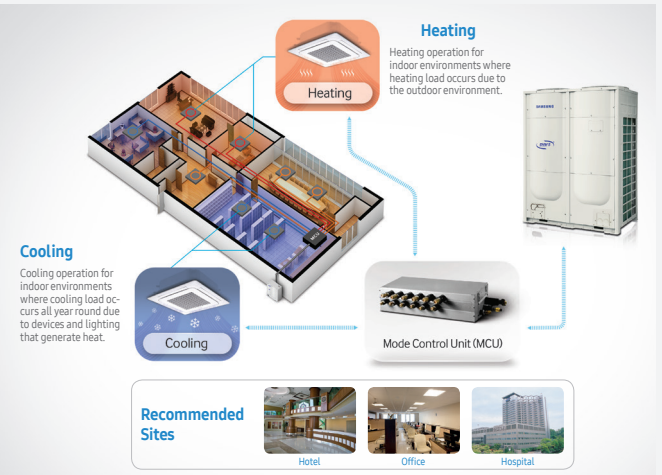 Heating
Heating operation for
indoor environments where
heating load occurs due to
the outdoor environment.
Heating
SAMSUNG
MCU
Cooling
Cooling operation for
indoor environments
where cooling load oc-
curs all year round due
to devices and lighting
that generate heat.
Cooling
Mode Control Unit (MCU)
Recommended
Sites
Hotel
Office
Hospital